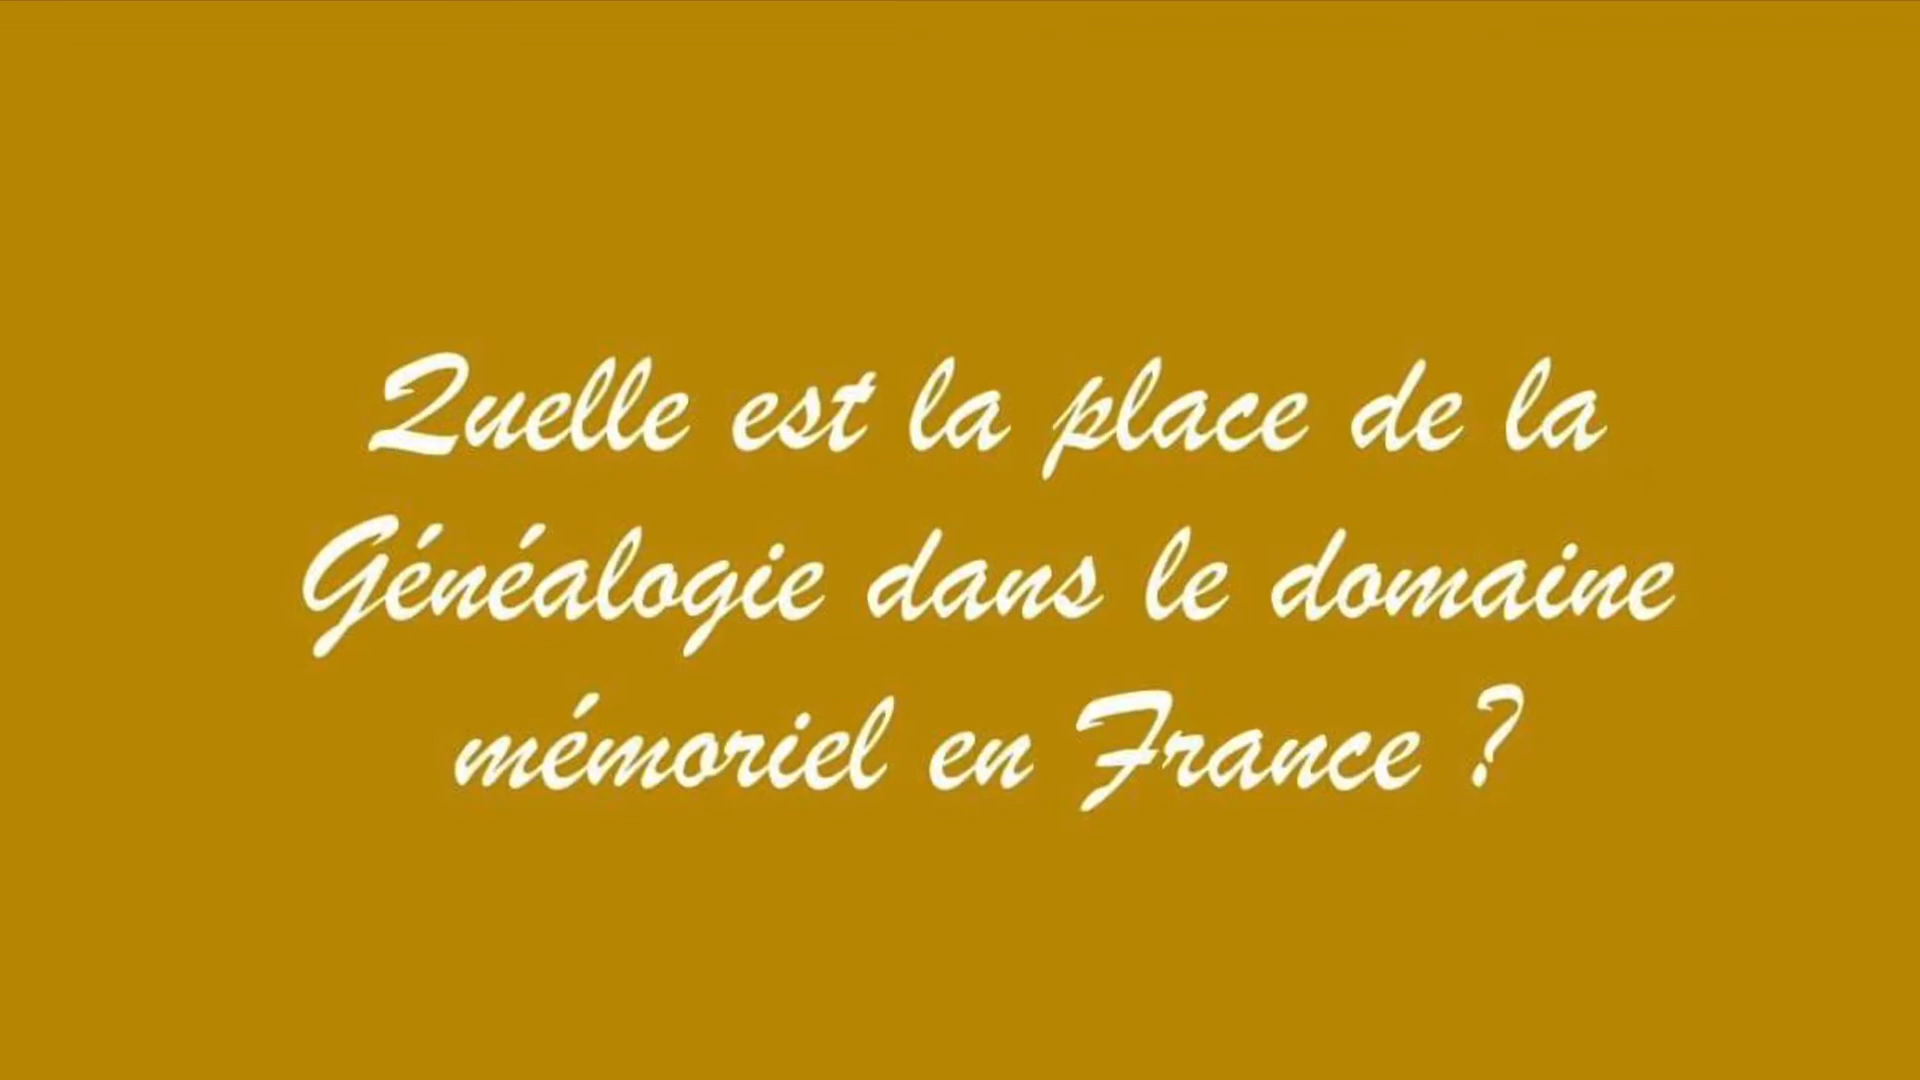 Quelle est la place de la
Généalogie dans le domaine
mémoriel en France ?